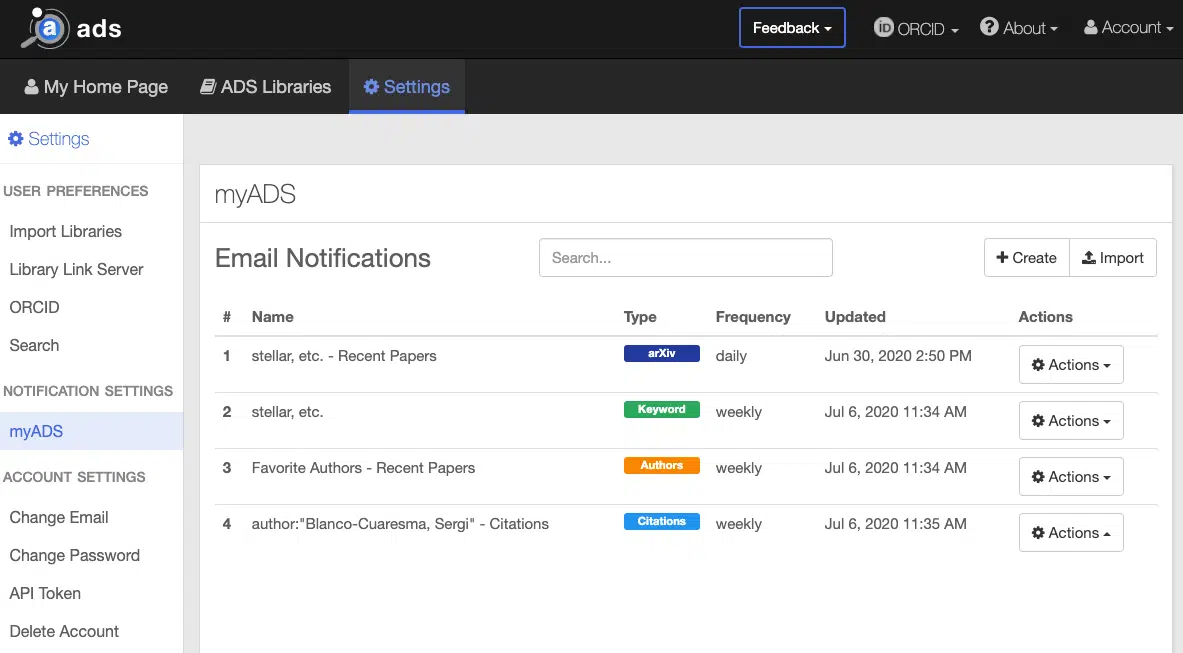 a ads
Feedback
iD ORCID
About
Account
My Home Page
ADS Libraries
Settings
Settings
USER PREFERENCES
Import Libraries
Library Link Server
ORCID
Search
NOTIFICATION SETTINGS
myADS
ACCOUNT SETTINGS
Change Email
Change Password
API Token
Delete Account
myADS
Email Notifications
Search...
Create
Import
# Name Type Frequency Updated Actions
1 stellar, etc. - Recent Papers arXiv daily Jun 30, 2020 2:50 PM Actions
2 stellar, etc. Keyword weekly Jul 6, 2020 11:34 AM Actions
3 Favorite Authors - Recent Papers Authors weekly Jul 6, 2020 11:34 AM Actions
4 author:"Blanco-Cuaresma, Sergi" - Citations Citations weekly Jul 6, 2020 11:35 AM Actions